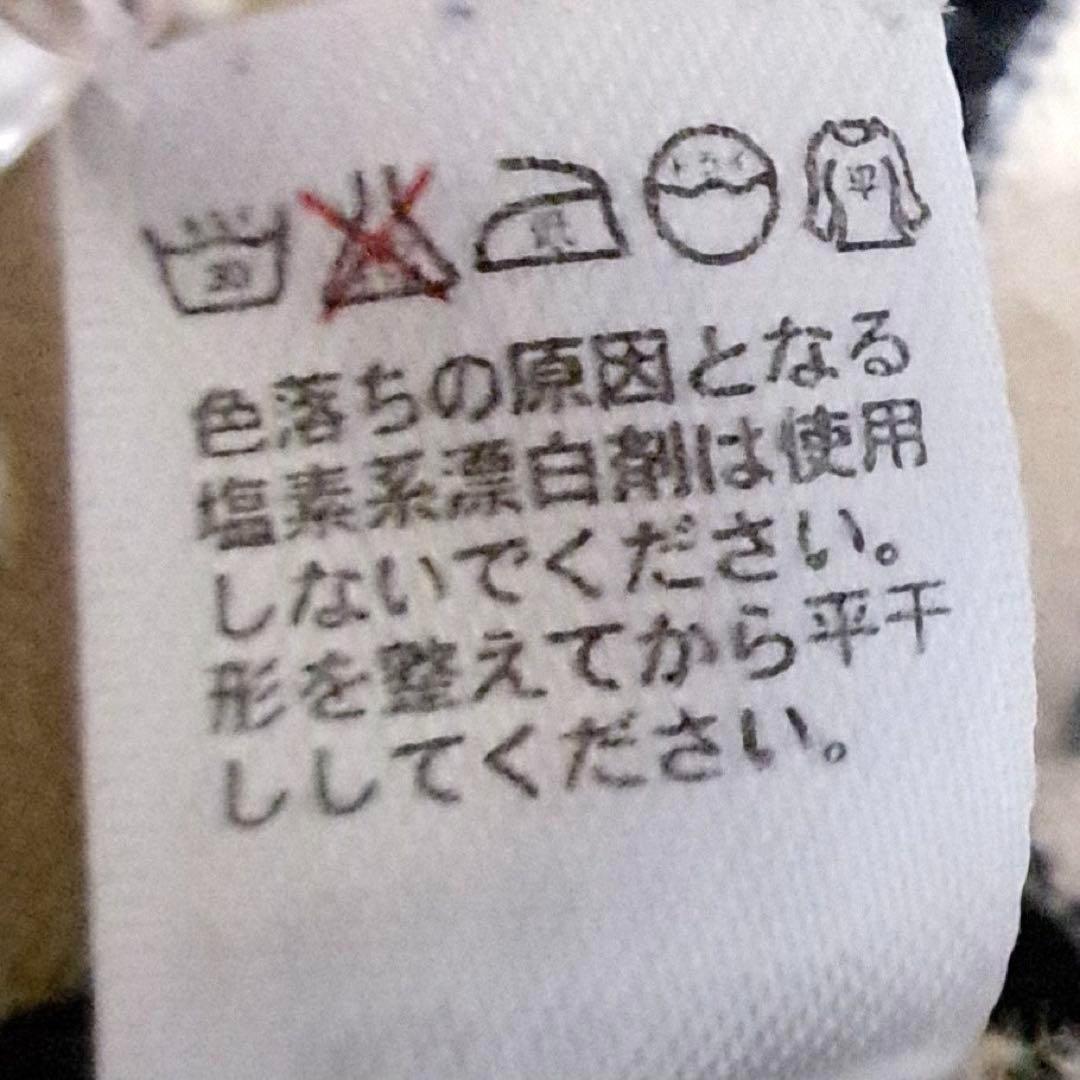 30
平
色落ちの原因となる
塩素系漂白剤は使用
しないでください。
形を整えてから平干
ししてください。